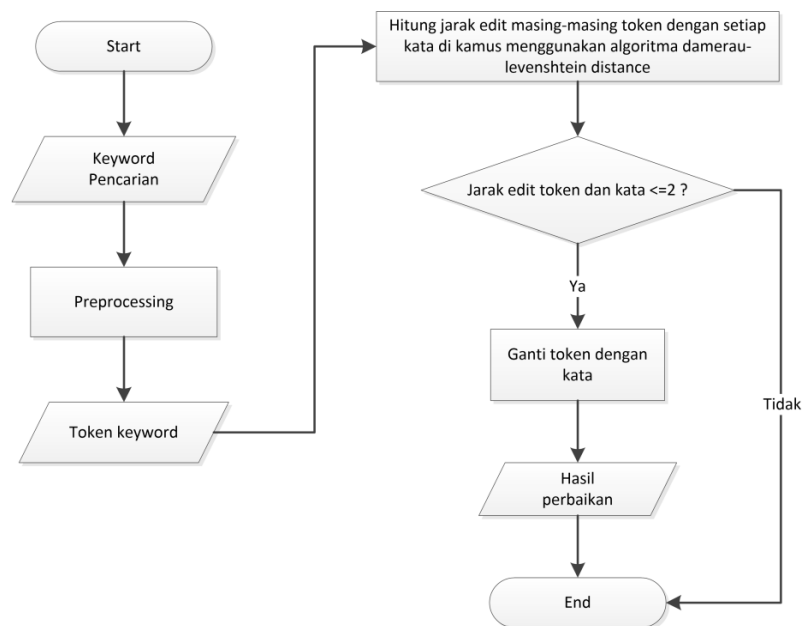 Start
Keyword
Pencarian
Preprocessing
Token keyword
Hitung jarak edit masing-masing token dengan setiap
kata di kamus menggunakan algoritma damerau-
levenshtein distance
Jarak edit token dan kata <=2 ?
Ya
Tidak
Ganti token dengan
kata
Hasil
perbaikan
End